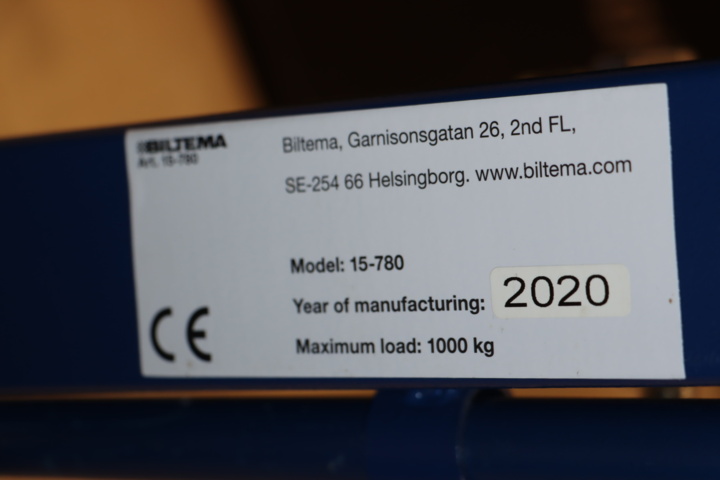 BILTEMA
Art. 15-780
Biltema, Garnisonsgatan 26, 2nd FL,
SE-254 66 Helsingborg. www.biltema.com
Model: 15-780
Year of manufacturing: 2020
Maximum load: 1000 kg
CE